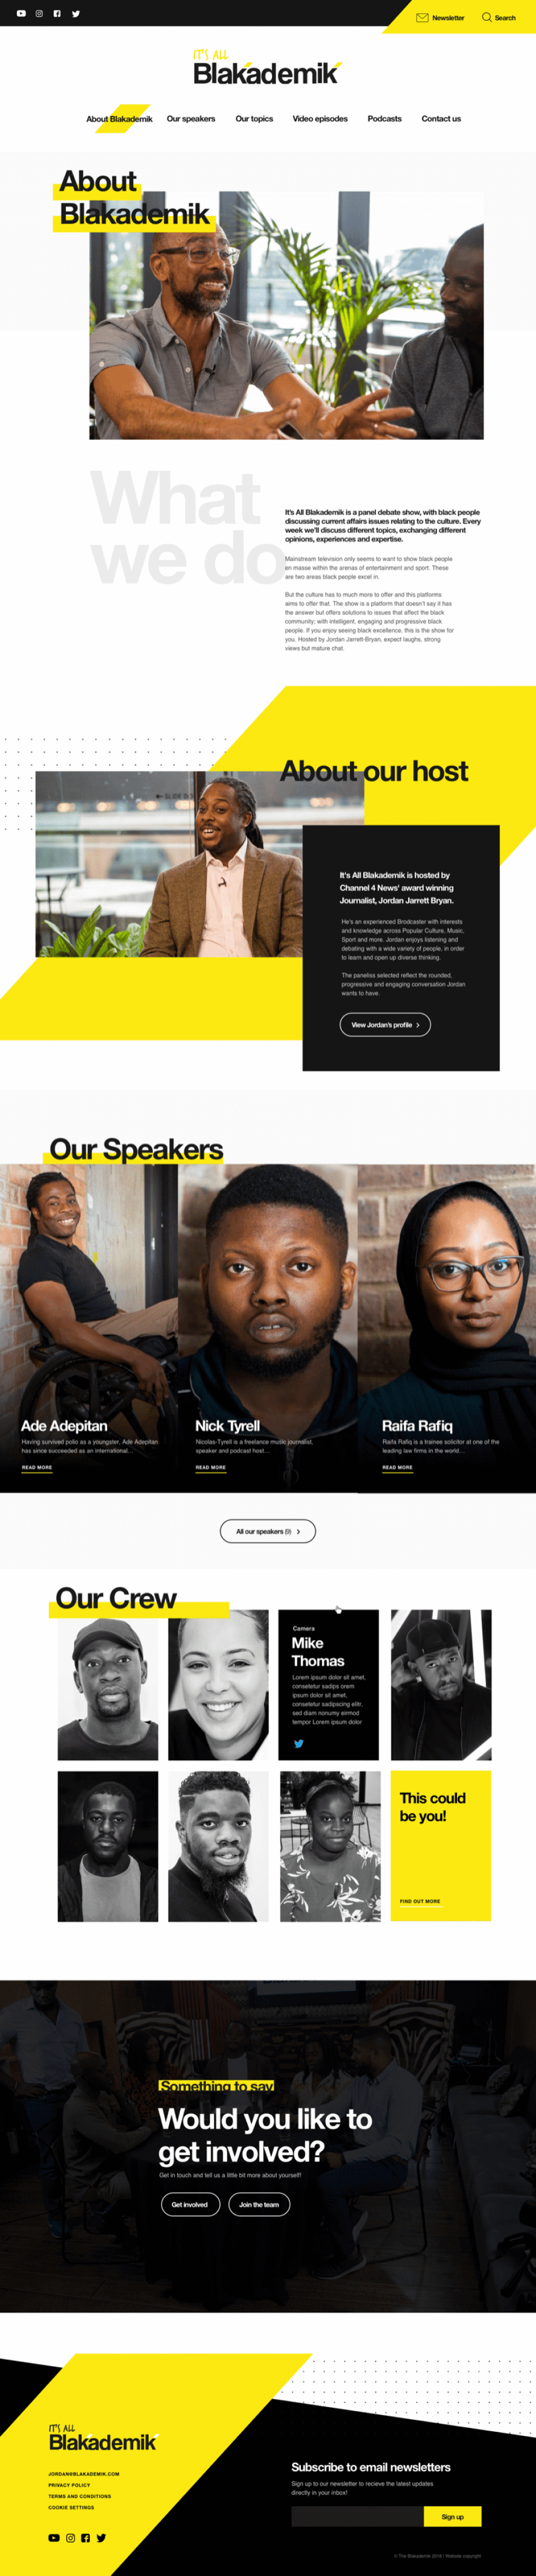 Newsletter
Search
IT'S ALL
Blakademik
About Blakademik
Our speakers
Our topics
Video episodes
Podcasts
Contact us
About
Blakademik
What
we do
It's All Blakademik is a panel debate show, with black people
discussing current affairs issues relating to the culture. Every
week we'll discuss different topics, exchanging different
opinions, experiences and expertise.
Mainstream television only seems to want to show black people
en masse within the arenas of entertainment and sport. These
are two areas black people excel in.
But the culture has to much more to offer and this platforms
aims to offer that. The show is a platform that doesn't say it has
the answer but offers solutions to issues that affect the black
community; with intelligent, engaging and progressive black
people. If you enjoy seeing black excellence, this is the show for
you. Hosted by Jordan Jarrett-Bryan, expect laughs, strong
views but mature chat.
About our host
It's All Blakademik is hosted by
Channel 4 News' award winning
Journalist, Jordan Jarrett Bryan.
He's an experienced Brodcaster with interests
and knowledge across Popular Culture, Music,
Sport and more. Jordan enjoys listening and
debating with a wide variety of people, in order
to learn and open up diverse thinking.
The paneliss selected reflect the rounded,
progressive and engaging conversation Jordan
wants to have.
View Jordan's profile
Our Speakers
Ade Adepitan
Having survived polio as a youngster, Ade Adepitan
has since succeeded as an international...
READ MORE
Nick Tyrell
Nicolas-Tyrell is a freelance music journalist,
speaker and podcast host...
READ MORE
Raifa Rafiq
Raifa Rafiq is a trainee solicitor at one of the
leading law firms in the world...
READ MORE
All our speakers (9)
Our Crew
Camera
Mike
Thomas
Lorem ipsum dolor sit amet,
consetetur sadips orem
ipsum dolor sit amet,
consetetur sadipscing elitr,
sed diam nonumy eirmod
tempor Lorem ipsum dolor
This could
be you!
FIND OUT MORE
Something to say
Would you like to
get involved?
Get in touch and tell us a little bit more about yourself!
Get involved
Join the team
IT'S ALL
Blakademik
JORDAN@BLAKADEMIK.COM
PRIVACY POLICY
TERMS AND CONDITIONS
COOKIE SETTINGS
Subscribe to email newsletters
Sign up to our newsletter to recieve the latest updates
directly in your inbox!
Sign up
© The Blakademik 2018 / Website copyright